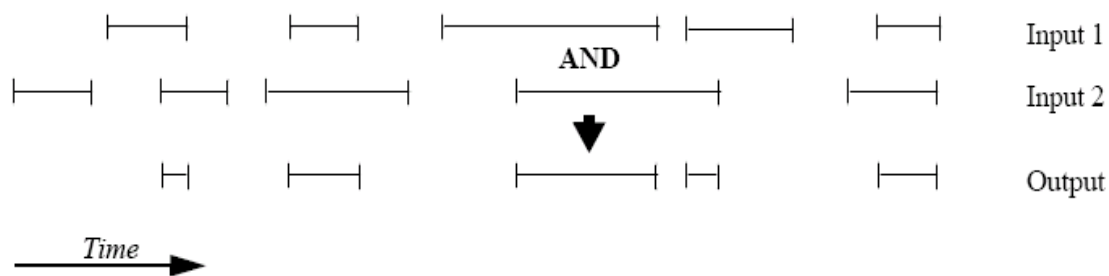 Input 1
AND
Input 2
Output
Time